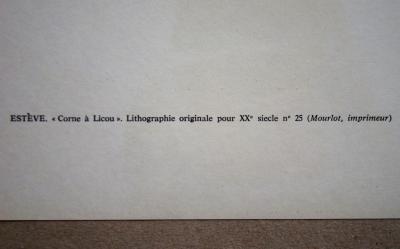 ESTÈVE. « Corne à Licou ». Lithographie originale pour XXe siecle nº 25 (Mourlot, imprimeur)